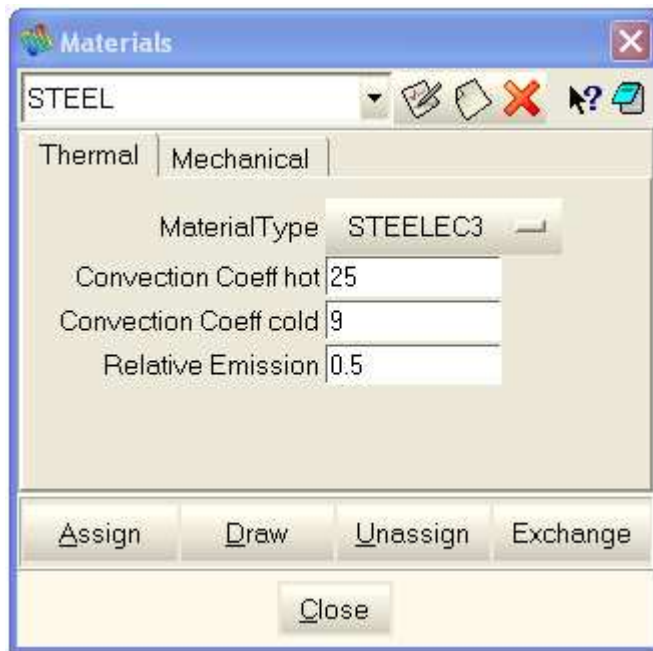 Materials
STEEL
Thermal Mechanical
MaterialType STEELEC3
Convection Coeff hot 25
Convection Coeff cold 9
Relative Emission 0.5
Assign Draw Unassign Exchange
Close